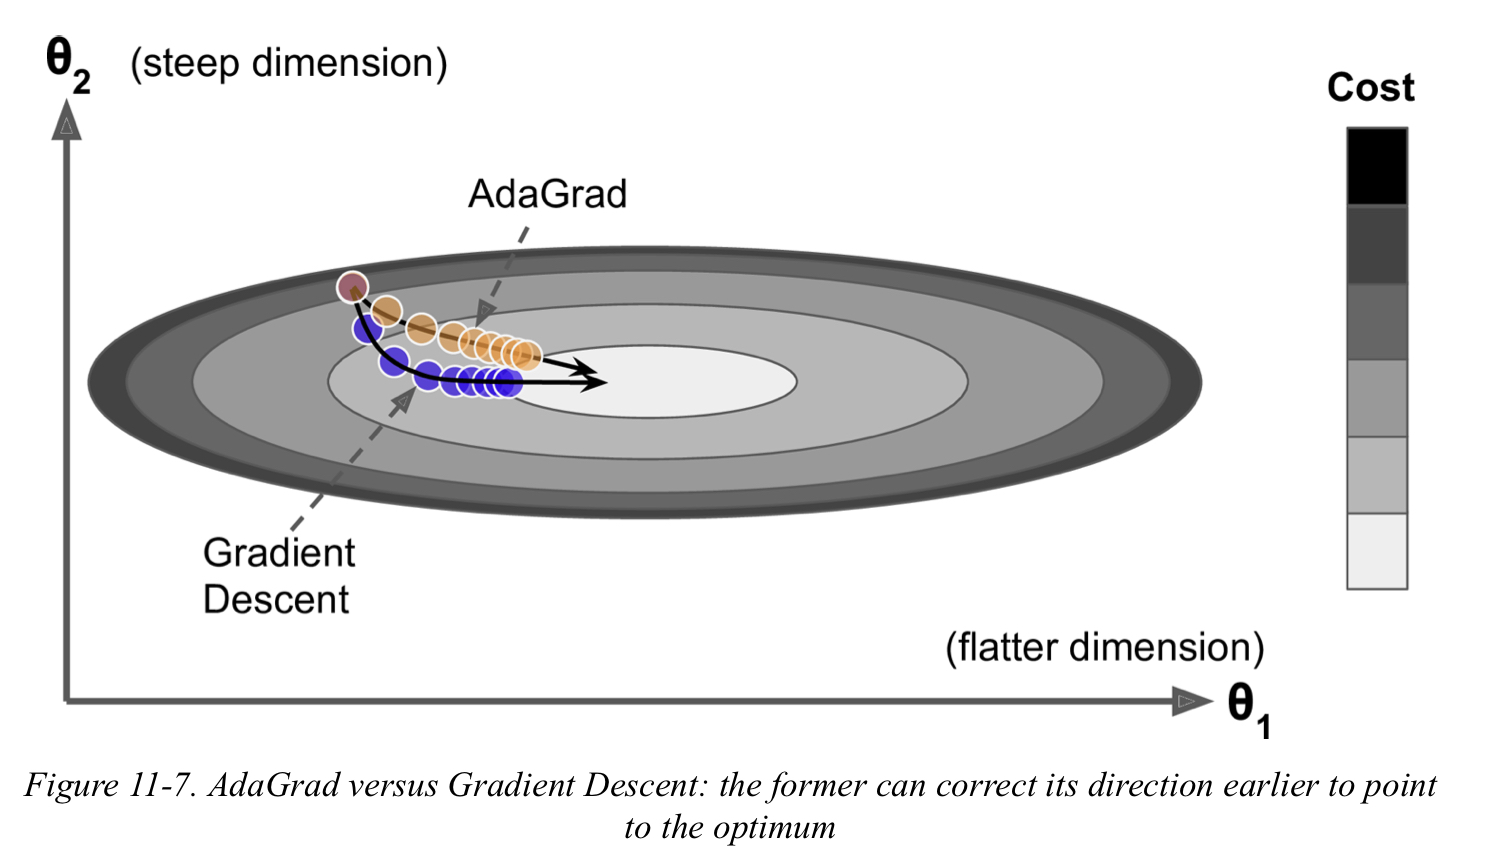 θ2 (steep dimension)
Cost
AdaGrad
Gradient
Descent
(flatter dimension)
θ1
Figure 11-7. AdaGrad versus Gradient Descent: the former can correct its direction earlier to point
to the optimum